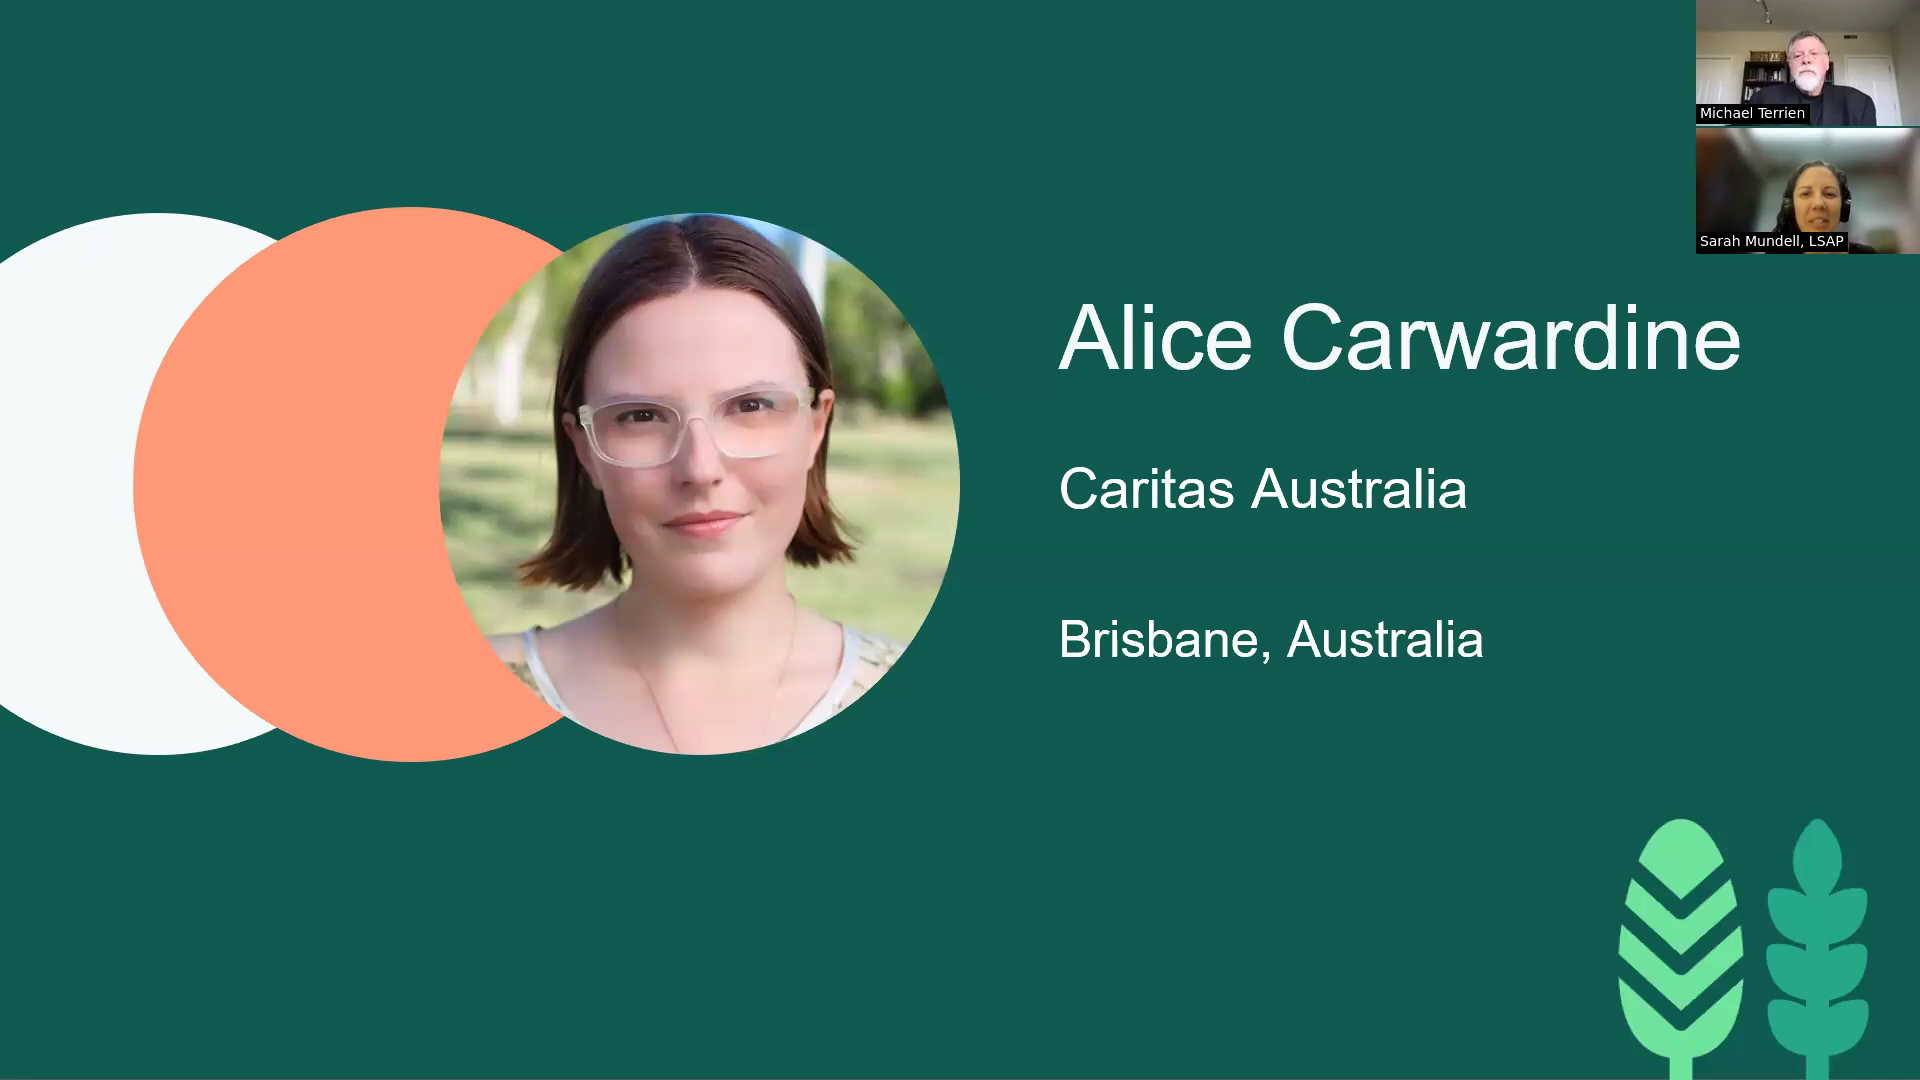 Michael Terrien
Sarah Mundell, LSAP
Alice Carwardine
Caritas Australia
Brisbane, Australia